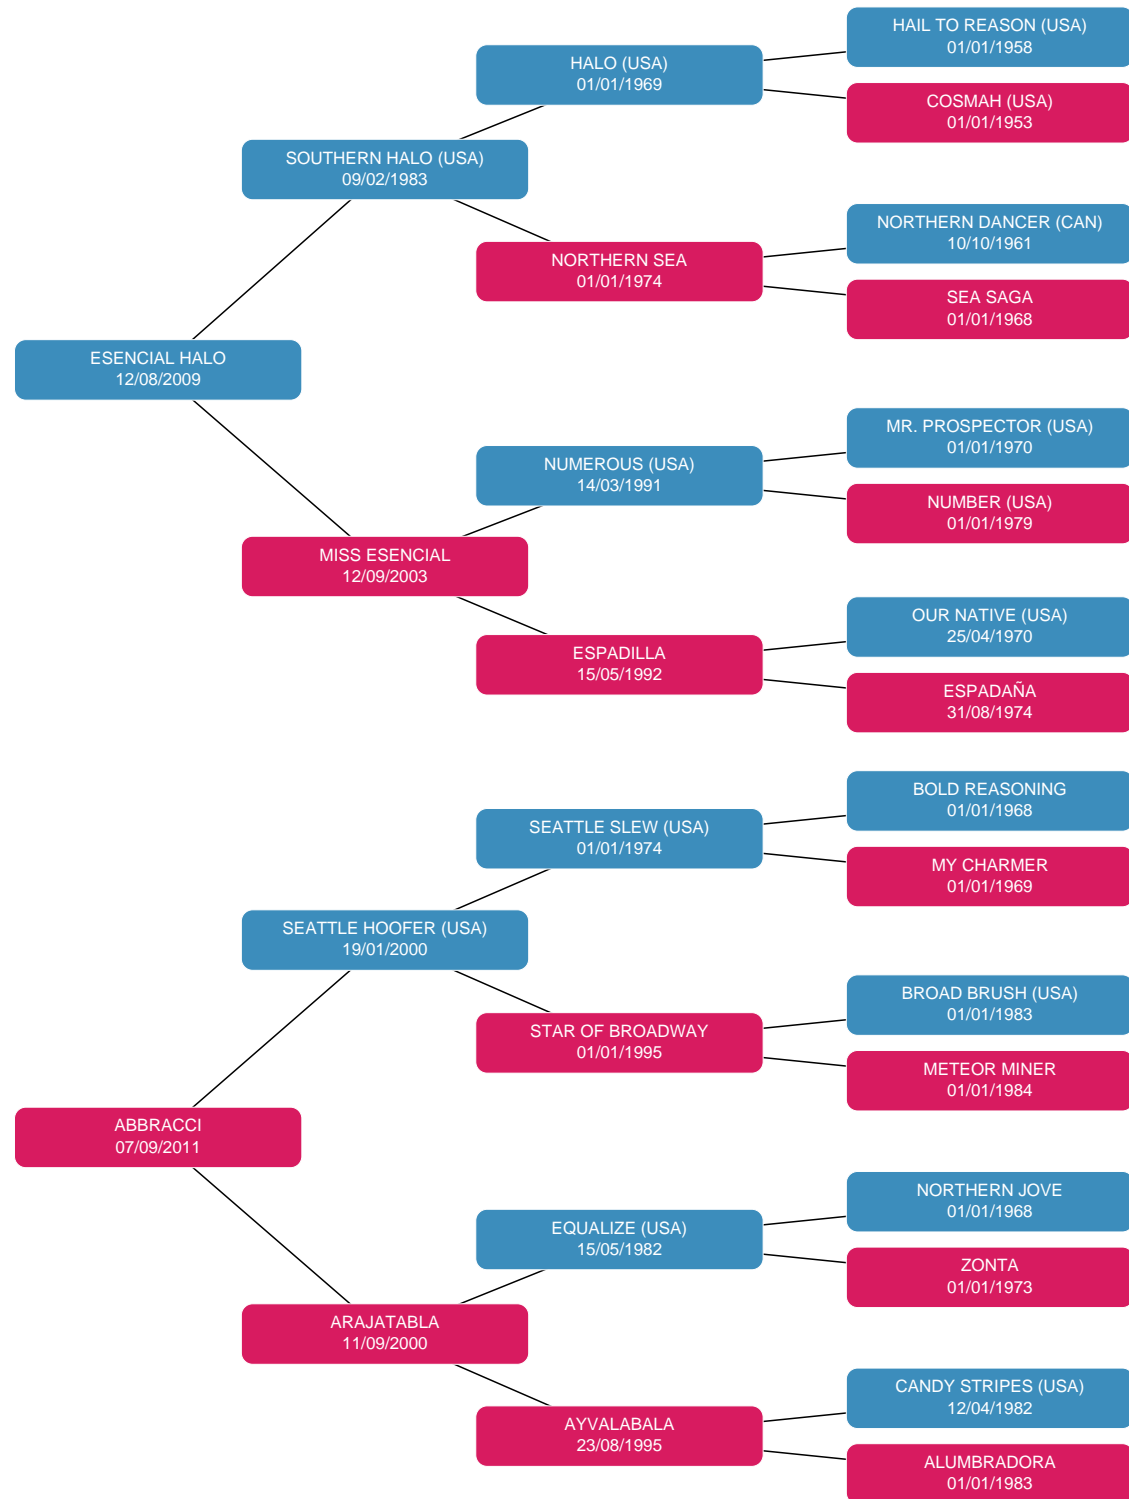 HAIL TO REASON (USA)
01/01/1958
HALO (USA)
01/01/1969
COSMAH (USA)
01/01/1953
SOUTHERN HALO (USA)
09/02/1983
NORTHERN DANCER (CAN)
10/10/1961
NORTHERN SEA
01/01/1974
SEA SAGA
01/01/1968
ESENCIAL HALO
12/08/2009
MR. PROSPECTOR (USA)
01/01/1970
NUMEROUS (USA)
14/03/1991
NUMBER (USA)
01/01/1979
MISS ESENCIAL
12/09/2003
OUR NATIVE (USA)
25/04/1970
ESPADILLA
15/05/1992
ESPADAÑA
31/08/1974
BOLD REASONING
01/01/1968
SEATTLE SLEW (USA)
01/01/1974
MY CHARMER
01/01/1969
SEATTLE HOOFER (USA)
19/01/2000
BROAD BRUSH (USA)
01/01/1983
STAR OF BROADWAY
01/01/1995
METEOR MINER
01/01/1984
ABBRACCI
07/09/2011
NORTHERN JOVE
01/01/1968
EQUALIZE (USA)
15/05/1982
ZONTA
01/01/1973
ARAJATABLA
11/09/2000
CANDY STRIPES (USA)
12/04/1982
AYVALABALA
23/08/1995
ALUMBRADORA
01/01/1983